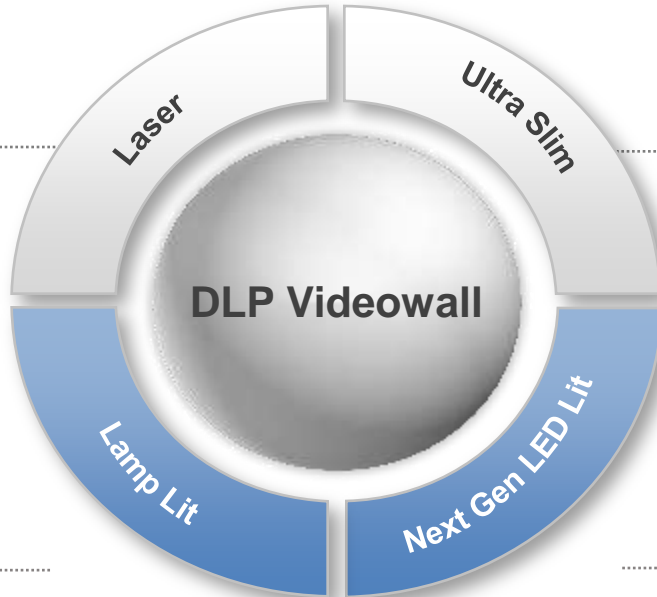 Laser
Ultra Slim
DLP Videowall
Lamp Lit
Next Gen LED Lit